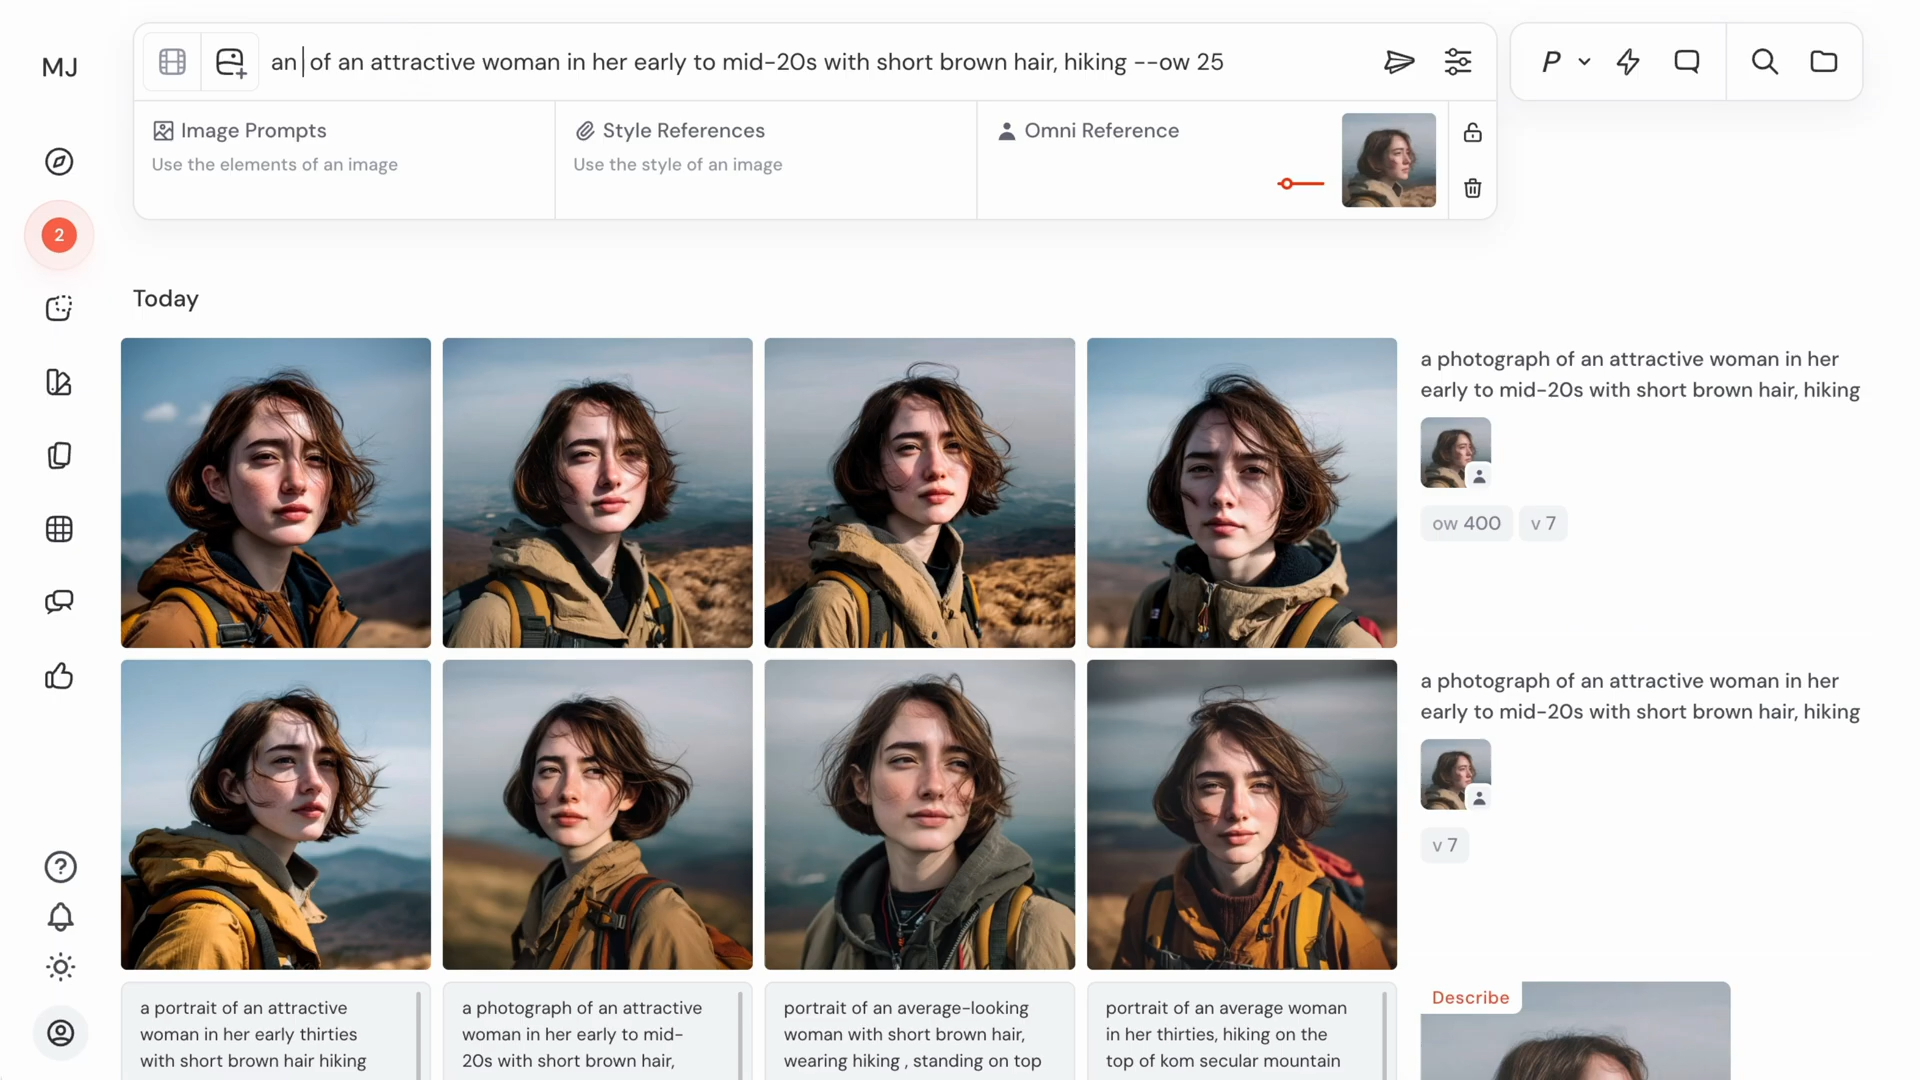 MJ
an of an attractive woman in her early to mid-20s with short brown hair, hiking --ow 25
P
Image Prompts
Use the elements of an image
Style References
Use the style of an image
Omni Reference
2
Today
a photograph of an attractive woman in her
early to mid-20s with short brown hair, hiking
ow 400
v 7
a photograph of an attractive woman in her
early to mid-20s with short brown hair, hiking
v 7
a portrait of an attractive
woman in her early thirties
with short brown hair hiking
a photograph of an attractive
woman in her early to mid-
20s with short brown hair,
portrait of an average-looking
woman with short brown hair,
wearing hiking , standing on top
portrait of an average woman
in her thirties, hiking on the
top of kom secular mountain
Describe